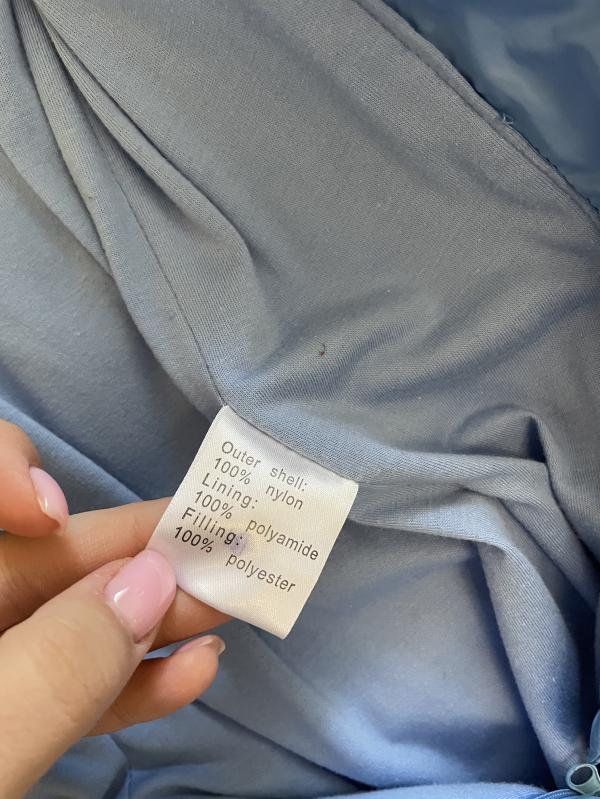 Outer shell:
100% nylon
Lining:
100% polyamide
Filling:
100% polyester